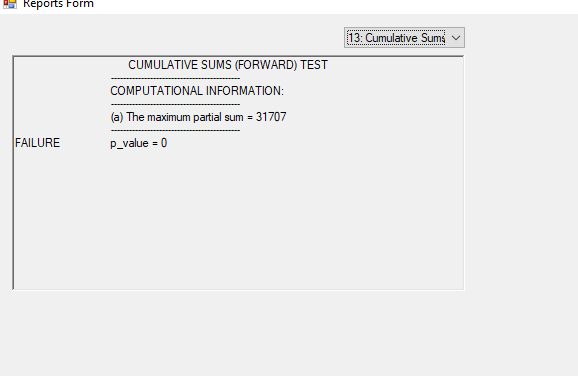 Reports Form
13: Cumulative Sums
CUMULATIVE SUMS (FORWARD) TEST
-------------------------------------------
COMPUTATIONAL INFORMATION:
-------------------------------------------
(a) The maximum partial sum = 31707
-------------------------------------------
FAILURE p_value = 0